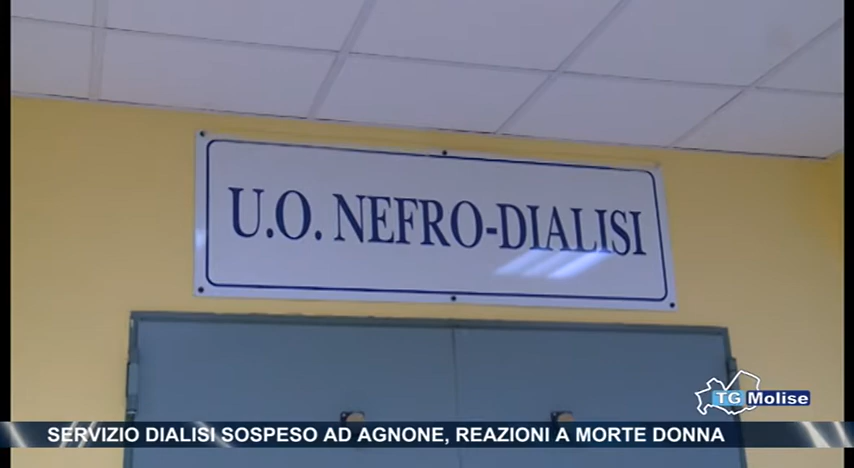 U.O. NEFRO-DIALISI
TG Molise
SERVIZIO DIALISI SOSPESO AD AGNONE, REAZIONI A MORTE DONNA